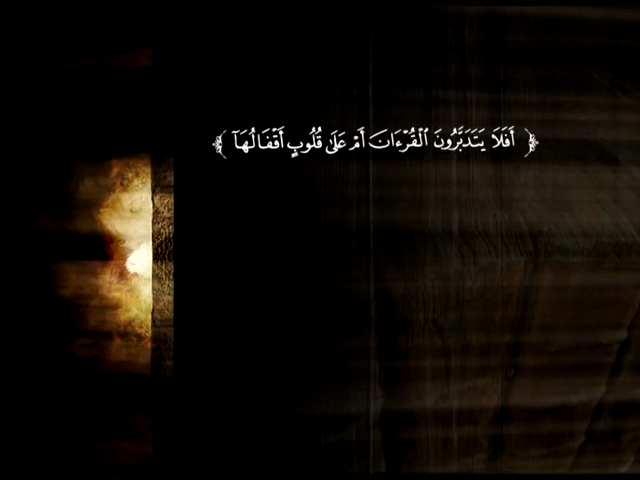 ﴿ أَفَلَا يَتَدَبَّرُونَ ٱلْقُرْءَانَ أَمْ عَلَىٰ قُلُوبٍ أَقْفَالُهَآ ﴾